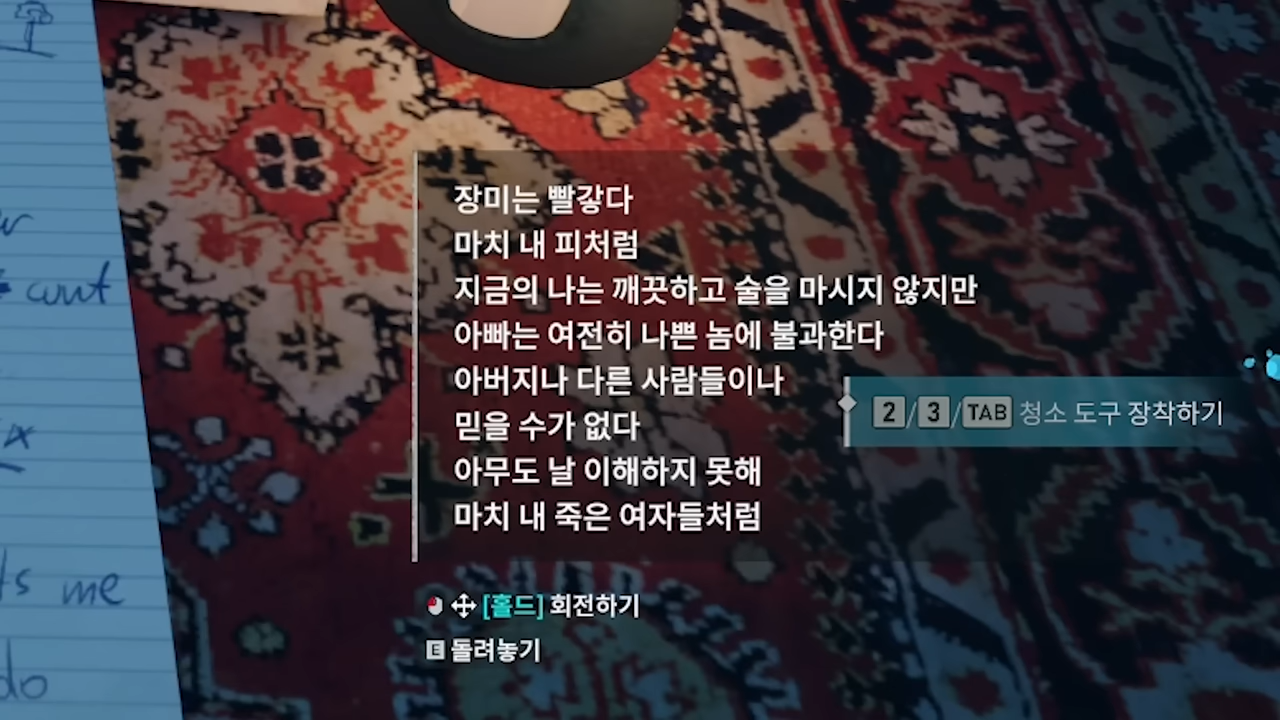 장미는 빨갛다
마치 내 피처럼
지금의 나는 깨끗하고 술을 마시지 않지만
아빠는 여전히 나쁜 놈에 불과한다
아버지나 다른 사람들이나
믿을 수가 없다
아무도 날 이해하지 못해
마치 내 죽은 여자들처럼
2/3/TAB 청소 도구 장착하기
[홀드] 회전하기
E 돌려놓기
me
do